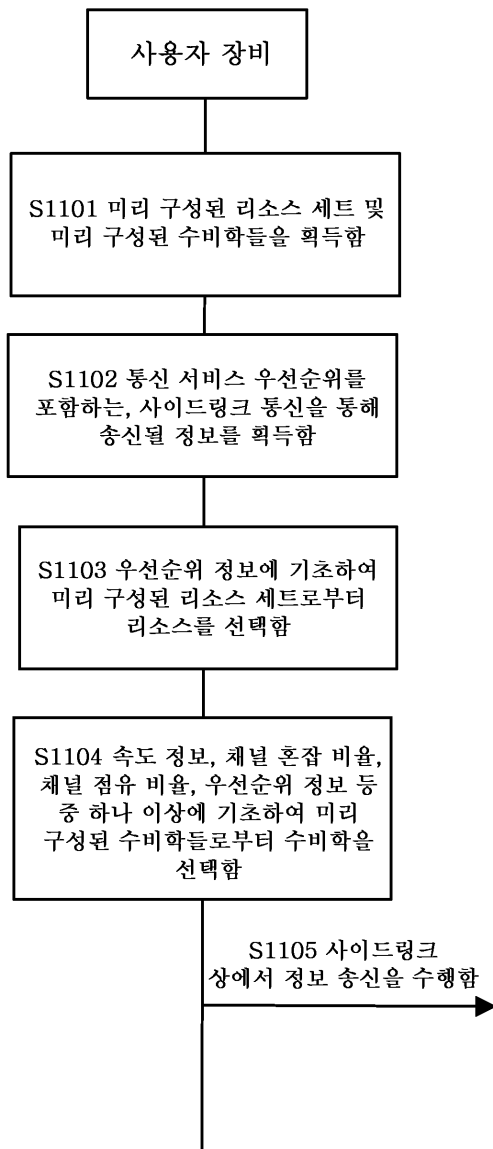 사용자 장비
S1101 미리 구성된 리소스 세트 및
미리 구성된 수비학들을 획득함
S1102 통신 서비스 우선순위를
포함하는, 사이드링크 통신을 통해
송신될 정보를 획득함
S1103 우선순위 정보에 기초하여
미리 구성된 리소스 세트로부터
리소스를 선택함
S1104 속도 정보, 채널 혼잡 비율,
채널 점유 비율, 우선순위 정보 등
중 하나 이상에 기초하여 미리
구성된 수비학들로부터 수비학을
선택함
S1105 사이드링크
상에서 정보 송신을 수행함